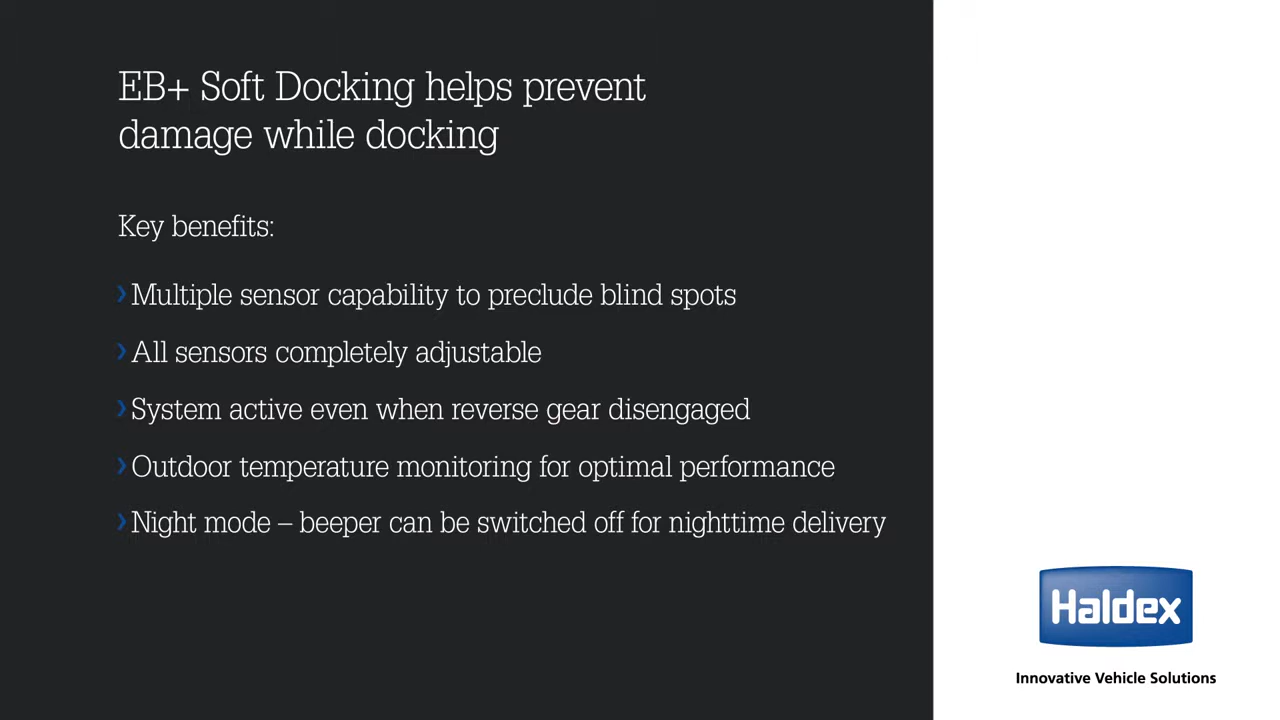 EB+ Soft Docking helps prevent
damage while docking
Key benefits:
› Multiple sensor capability to preclude blind spots
› All sensors completely adjustable
› System active even when reverse gear disengaged
› Outdoor temperature monitoring for optimal performance
› Night mode – beeper can be switched off for nighttime delivery
Haldex
Innovative Vehicle Solutions